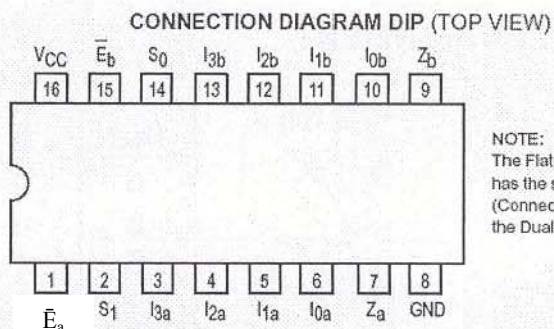 CONNECTION DIAGRAM DIP (TOP VIEW)
VCC E̅b S0 I3b I2b I1b I0b Zb
16 15 14 13 12 11 10 9
NOTE:
The Flat
has the s
(Connec
the Dual
1 2 3 4 5 6 7 8
E̅a S1 I3a I2a I1a I0a Za GND